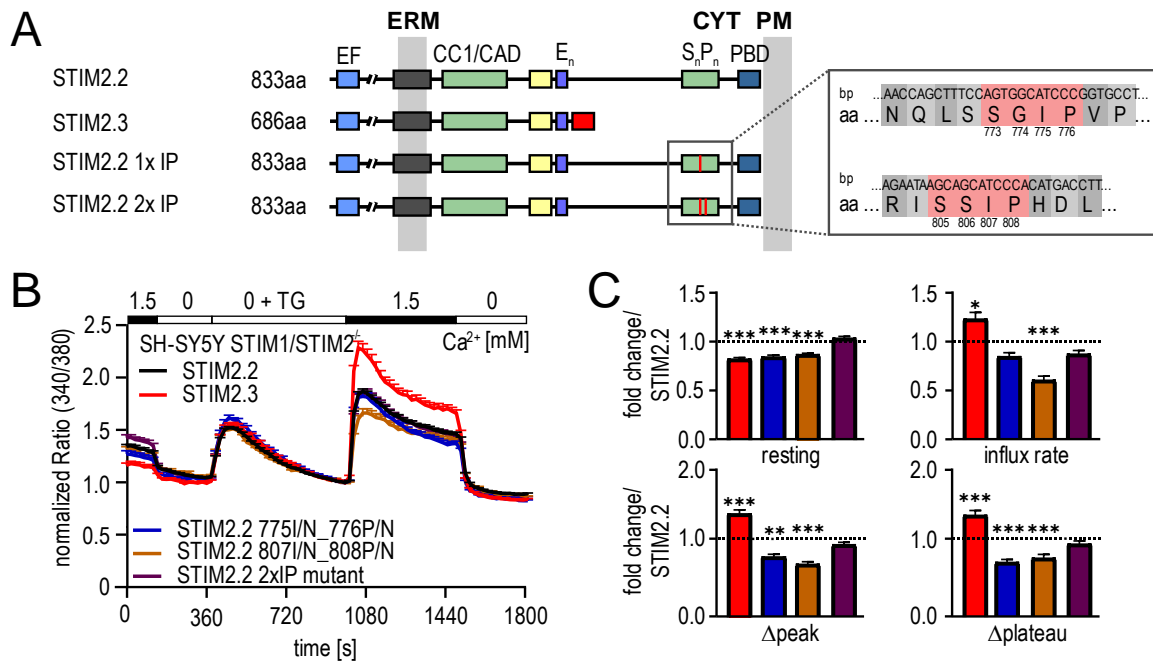 A
ERM CYT PM
EF CC1/CAD En SnPn PBD
STIM2.2 833aa
STIM2.3 686aa
STIM2.2 1x IP 833aa
STIM2.2 2x IP 833aa
bp ...AACCAGCTTTCCAGTGGCATCCCGGTGCCT...
aa ... N Q L S S G I P V P ...
773 774 775 776
bp ...AGAATAAGCAGCATCCCACATGACCTT...
aa ... R I S S I P H D L ...
805 806 807 808
B
1.5 0 0 + TG 1.5 0
Ca²⁺ [mM]
SH-SY5Y STIM1/STIM2⁻/⁻
STIM2.2
STIM2.3
STIM2.2 775I/N_776P/N
STIM2.2 807I/N_808P/N
STIM2.2 2xIP mutant
normalized Ratio (340/380)
2.5
2.0
1.5
1.0
0.5
0
0 360 720 1080 1440 1800
time [s]
C
fold change/
STIM2.2
1.5
1.0
0.5
0.0
*** *** ***
resting
1.5
1.0
0.5
0.0
* ***
influx rate
fold change/
STIM2.2
2.0
1.0
0.0
*** ** ***
Δpeak
2.0
1.0
0.0
*** *** ***
Δplateau